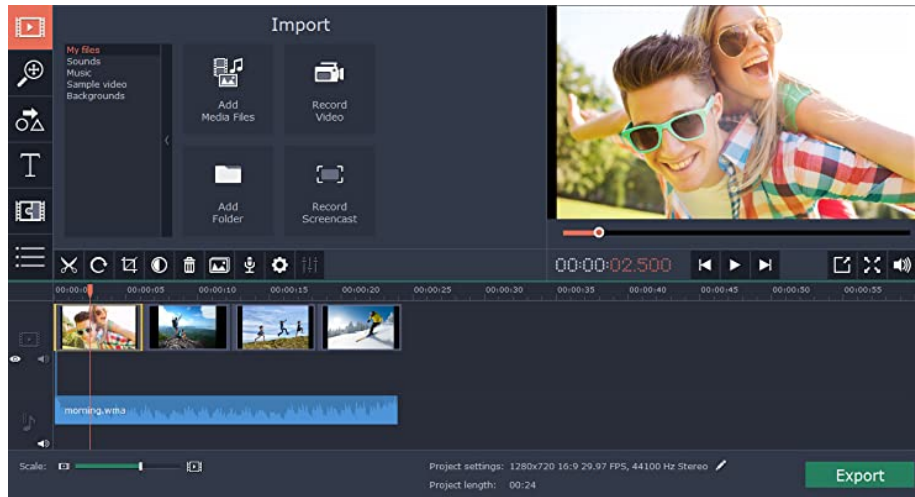 Import
My files
Sounds
Music
Sample video
Backgrounds
Add
Media Files
Record
Video
Add
Folder
Record
Screencast
T
00:00:02.500
00:00:0
00:00:05
00:00:10
00:00:15
00:00:20
00:00:25
00:00:30
00:00:35
00:00:40
00:00:45
00:00:50
00:00:55
morning.wma
Scale:
Project settings: 1280x720 16:9 29.97 FPS, 44100 Hz Stereo
Project length: 00:24
Export